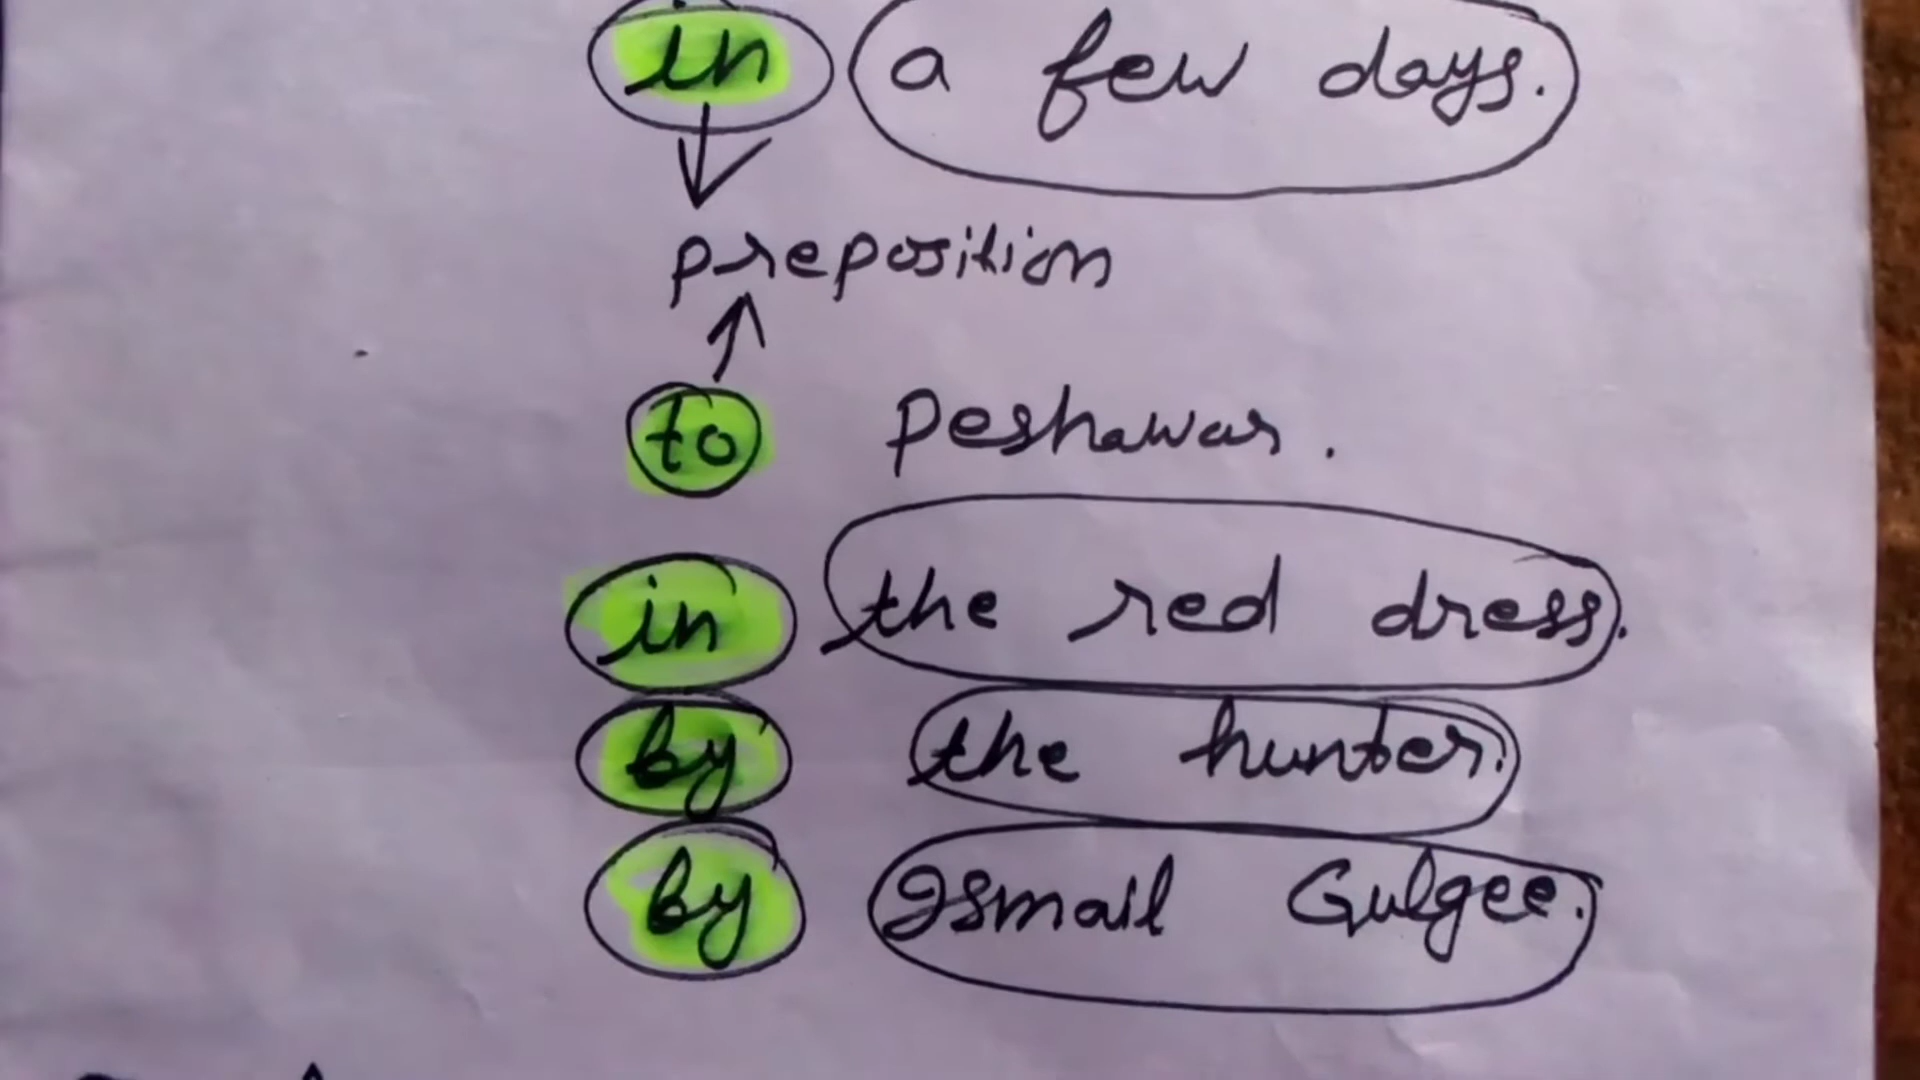 in a few days.
preposition
to Peshawar.
in the red dress.
by the hunter.
by Ismail Gulgee.